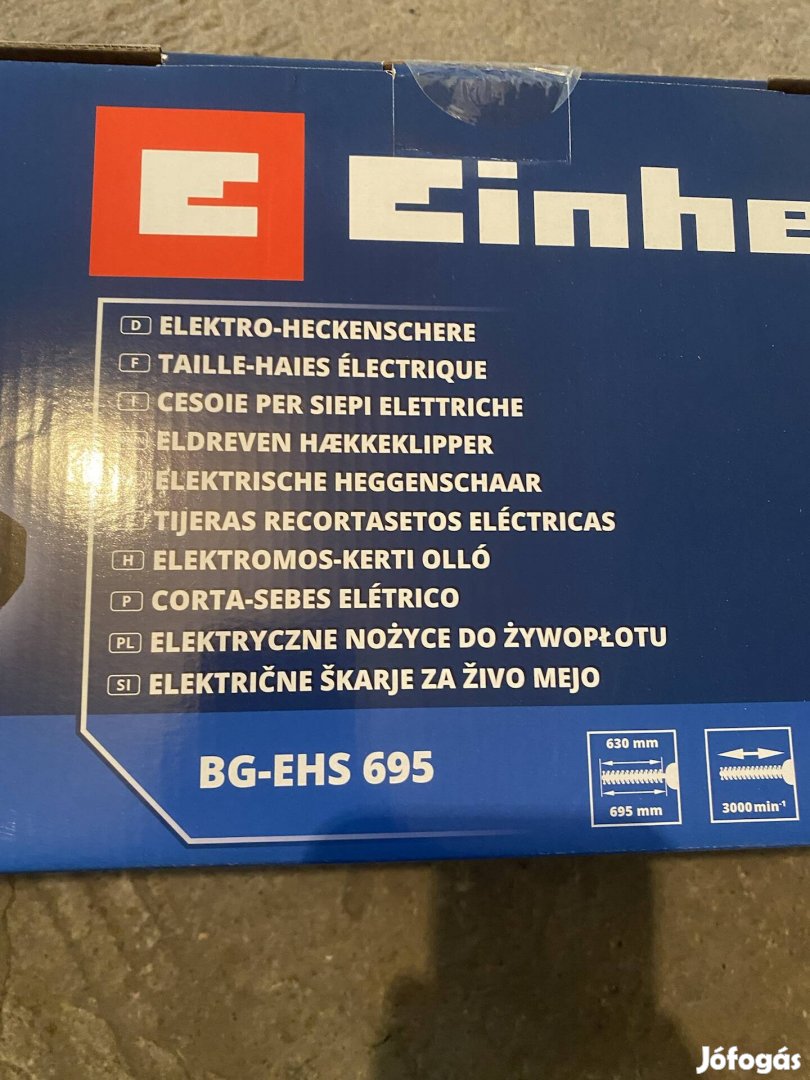 Einhe
D ELEKTRO-HECKENSCHERE
F TAILLE-HAIES ÉLECTRIQUE
I CESOIE PER SIEPI ELETTRICHE
ELDREVEN HÆKKEKLIPPER
ELEKTRISCHE HEGGENSCHAAR
TIJERAS RECORTASETOS ELÉCTRICAS
H ELEKTROMOS-KERTI OLLÓ
P CORTA-SEBES ELÉTRICO
PL ELEKTRYCZNE NOŻYCE DO ŻYWOPŁOTU
SI ELEKTRIČNE ŠKARJE ZA ŽIVO MEJO
BG-EHS 695
630 mm
695 mm
3000 min⁻¹
Jófogás